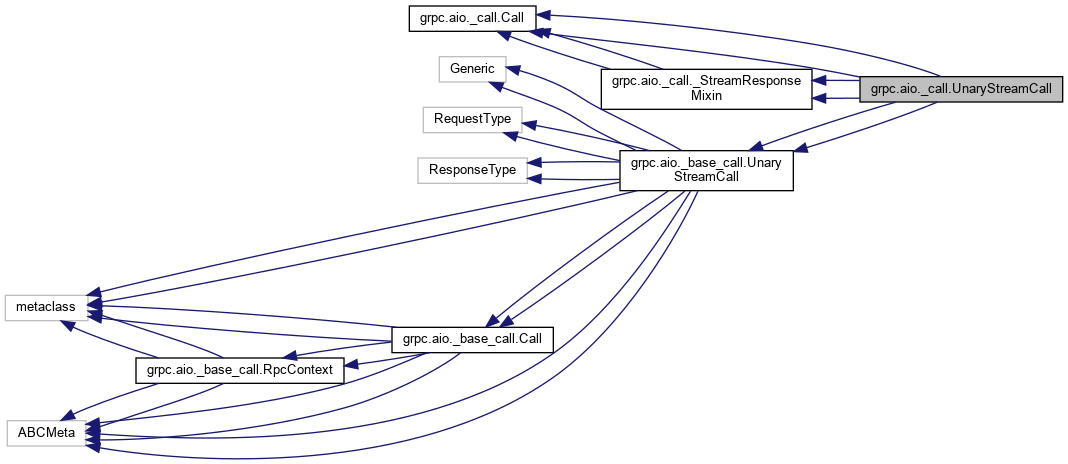 grpc.aio._call.Call
Generic
grpc.aio._call._StreamResponse
Mixin
grpc.aio._call.UnaryStreamCall
RequestType
ResponseType
grpc.aio._base_call.Unary
StreamCall
metaclass
grpc.aio._base_call.Call
grpc.aio._base_call.RpcContext
ABCMeta